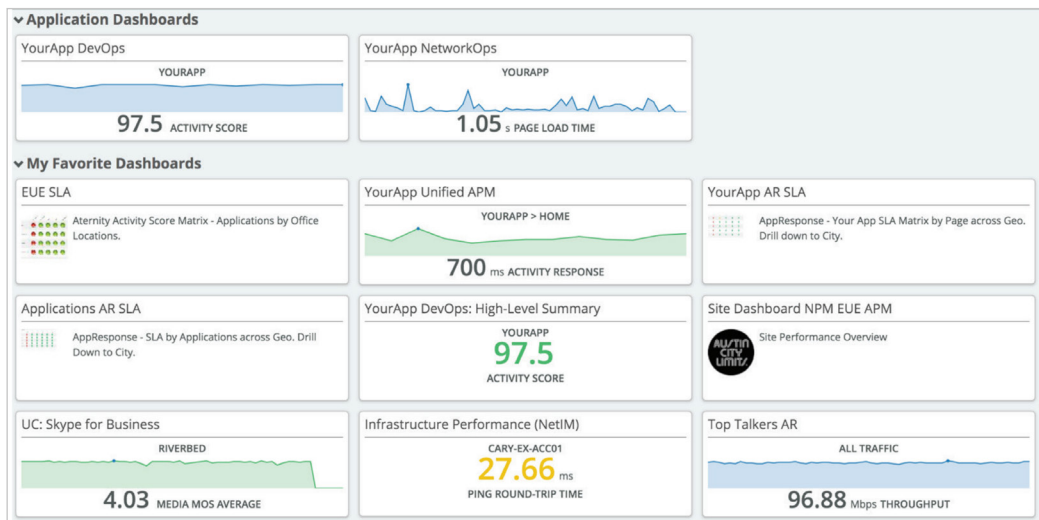 Application Dashboards
YourApp DevOps
YOURAPP
97.5 ACTIVITY SCORE
YourApp NetworkOps
YOURAPP
1.05 s PAGE LOAD TIME
My Favorite Dashboards
EUE SLA
Aternity Activity Score Matrix - Applications by Office
Locations.
YourApp Unified APM
YOURAPP > HOME
700 ms ACTIVITY RESPONSE
YourApp AR SLA
AppResponse - Your App SLA Matrix by Page across Geo.
Drill down to City.
Applications AR SLA
AppResponse - SLA by Applications across Geo. Drill
Down to City.
YourApp DevOps: High-Level Summary
YOURAPP
97.5
ACTIVITY SCORE
Site Dashboard NPM EUE APM
AUSTIN
CITY
LIMITS
Site Performance Overview
UC: Skype for Business
RIVERBED
4.03 MEDIA MOS AVERAGE
Infrastructure Performance (NetIM)
CARY-EX-ACC01
27.66 ms
PING ROUND-TRIP TIME
Top Talkers AR
ALL TRAFFIC
96.88 Mbps THROUGHPUT